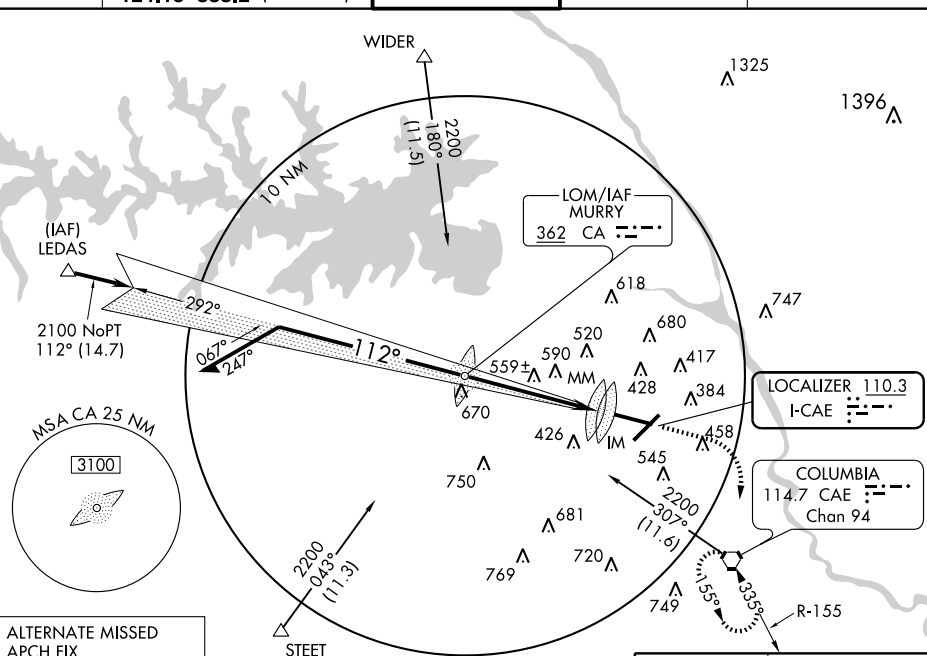 WIDER
1325
1396
2200
180°
(11.5)
10 NM
LOM/IAF
MURRY
362 CA
(IAF)
LEDAS
292°
2100 NoPT
112° (14.7)
067°
247°
112°
618
747
680
520
559±
590
MM
417
428
384
670
LOCALIZER 110.3
I-CAE
426
IM
458
545
MSA CA 25 NM
3100
750
COLUMBIA
114.7 CAE
Chan 94
2200
307°
(11.6)
681
769
720
2200
043°
(11.3)
749
155°
335°
R-155
ALTERNATE MISSED
APCH FIX
STEET